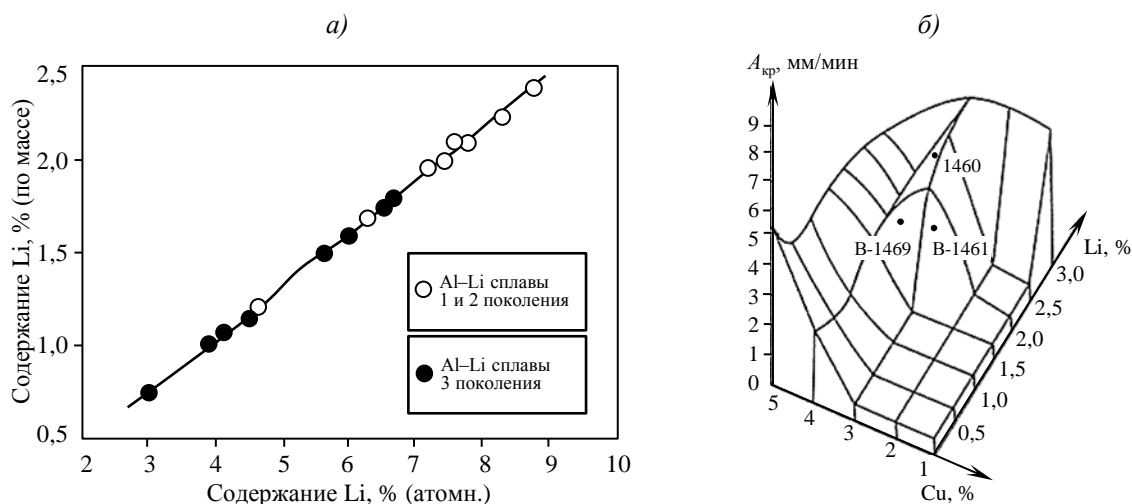 а)
Содержание Li, % (по массе)
2,5
2,0
1,5
1,0
0,5
2 3 4 5 6 7 8 9 10
Содержание Li, % (атомн.)
Al–Li сплавы
1 и 2 поколения
Al–Li сплавы
3 поколения
б)
Aкр, мм/мин
9
8
7
6
5
4
3
2
1
0
1460
В-1469
В-1461
Li, %
3,0
2,5
2,0
1,5
1,0
0,5
5
4
3
2
1
Cu, %